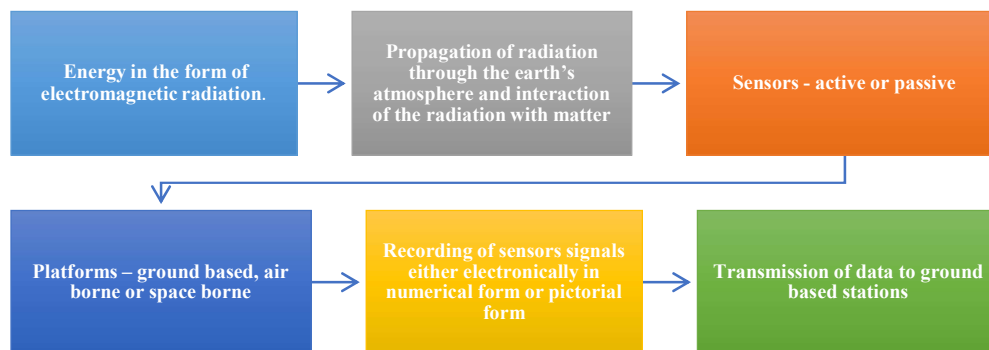 Energy in the form of
electromagnetic radiation.
Propagation of radiation
through the earth's
atmosphere and interaction
of the radiation with matter
Sensors - active or passive
Platforms – ground based, air
borne or space borne
Recording of sensors signals
either electronically in
numerical form or pictorial
form
Transmission of data to ground
based stations